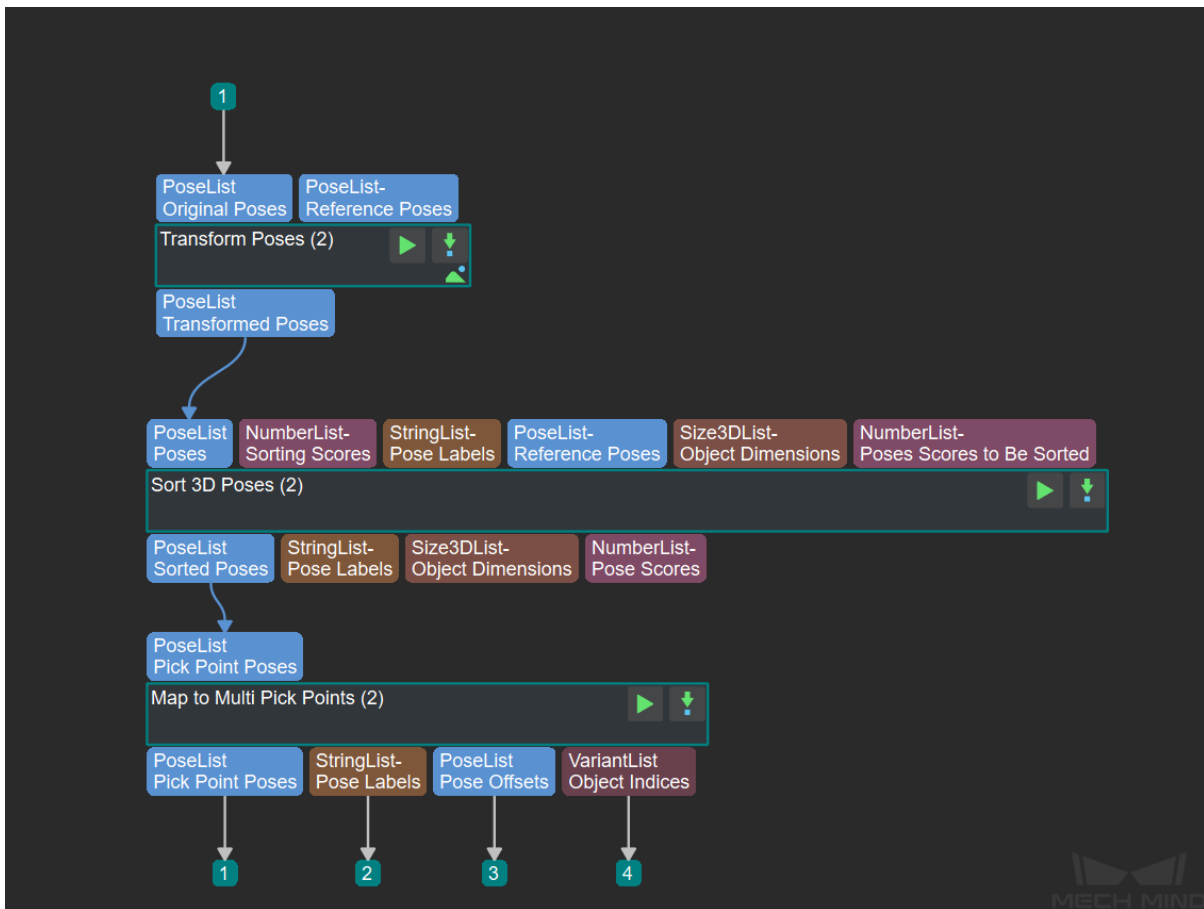 1
PoseList
Original Poses
PoseList-
Reference Poses
Transform Poses (2)
PoseList
Transformed Poses
PoseList
Poses
NumberList-
Sorting Scores
StringList-
Pose Labels
PoseList-
Reference Poses
Size3DList-
Object Dimensions
NumberList-
Poses Scores to Be Sorted
Sort 3D Poses (2)
PoseList
Sorted Poses
StringList-
Pose Labels
Size3DList-
Object Dimensions
NumberList-
Pose Scores
PoseList
Pick Point Poses
Map to Multi Pick Points (2)
PoseList
Pick Point Poses
StringList-
Pose Labels
PoseList
Pose Offsets
VariantList
Object Indices
1
2
3
4
MECH MIND